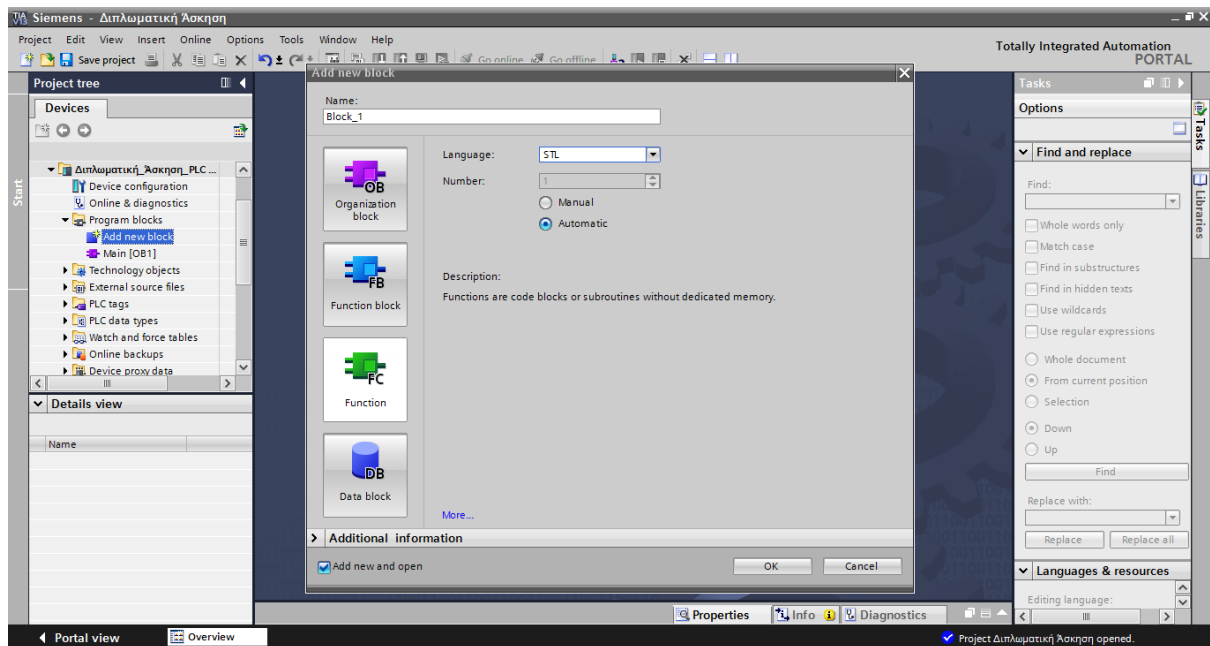 Siemens - Διπλωματική Άσκηση
Project Edit View Insert Online Options Tools Window Help
Save project
Go online
Go offline
Totally Integrated Automation
PORTAL
Start
Project tree
Devices
Διπλωματική_Άσκηση_PLC ...
Device configuration
Online & diagnostics
Program blocks
Add new block
Main [OB1]
Technology objects
External source files
PLC tags
PLC data types
Watch and force tables
Online backups
Device proxy data
Details view
Name
Add new block
Name:
Block_1
OB
Organization
block
FB
Function block
FC
Function
DB
Data block
Language: STL
Number: 1
Manual
Automatic
Description:
Functions are code blocks or subroutines without dedicated memory.
More...
Additional information
Add new and open
OK
Cancel
Properties
Info
Diagnostics
Tasks
Options
Find and replace
Find:
Whole words only
Match case
Find in substructures
Find in hidden texts
Use wildcards
Use regular expressions
Whole document
From current position
Selection
Down
Up
Find
Replace with:
Replace
Replace all
Languages & resources
Editing language:
Tasks
Libraries
Portal view
Overview
Project Διπλωματική Άσκηση opened.